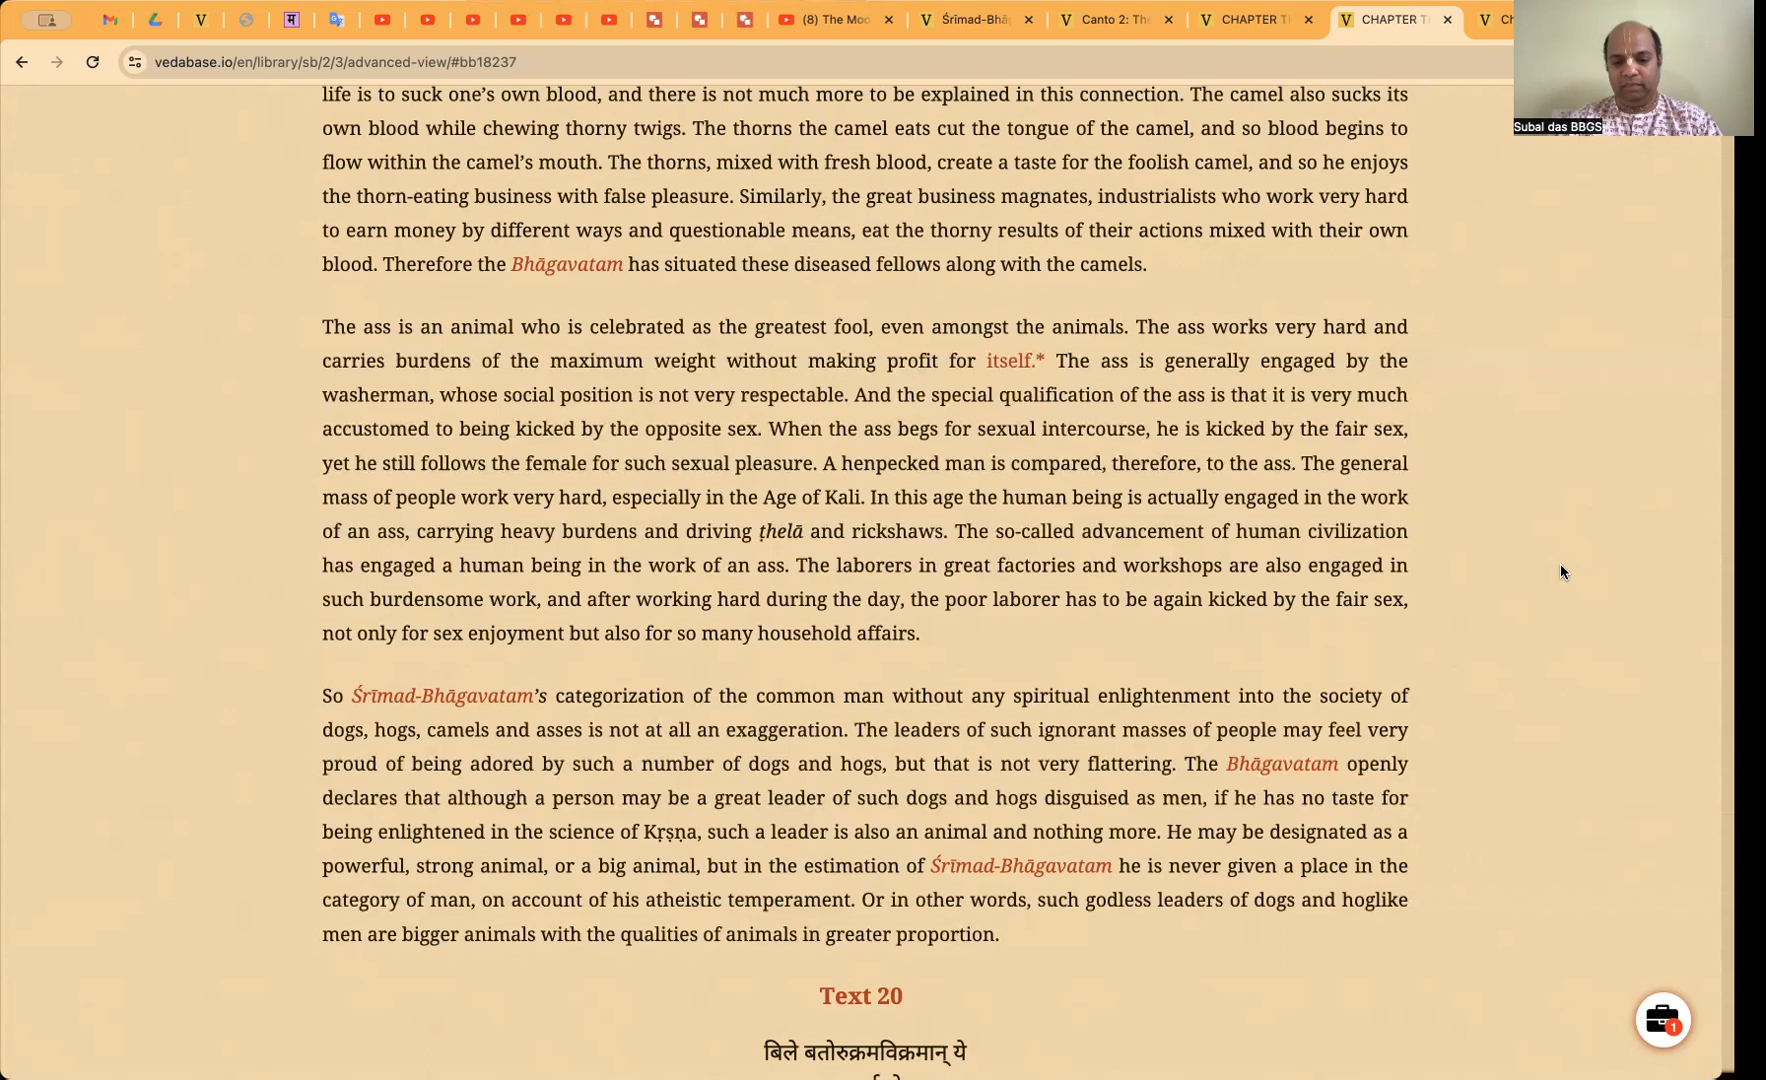 (8) The Moo
Śrīmad-Bhāg
Canto 2: The
CHAPTER T
CHAPTER T
Ch
vedabase.io/en/library/sb/2/3/advanced-view/#bb18237
Subal das BBGS
life is to suck one’s own blood, and there is not much more to be explained in this connection. The camel also sucks its
own blood while chewing thorny twigs. The thorns the camel eats cut the tongue of the camel, and so blood begins to
flow within the camel’s mouth. The thorns, mixed with fresh blood, create a taste for the foolish camel, and so he enjoys
the thorn-eating business with false pleasure. Similarly, the great business magnates, industrialists who work very hard
to earn money by different ways and questionable means, eat the thorny results of their actions mixed with their own
blood. Therefore the Bhāgavatam has situated these diseased fellows along with the camels.
The ass is an animal who is celebrated as the greatest fool, even amongst the animals. The ass works very hard and
carries burdens of the maximum weight without making profit for itself.* The ass is generally engaged by the
washerman, whose social position is not very respectable. And the special qualification of the ass is that it is very much
accustomed to being kicked by the opposite sex. When the ass begs for sexual intercourse, he is kicked by the fair sex,
yet he still follows the female for such sexual pleasure. A henpecked man is compared, therefore, to the ass. The general
mass of people work very hard, especially in the Age of Kali. In this age the human being is actually engaged in the work
of an ass, carrying heavy burdens and driving ṭhelā and rickshaws. The so-called advancement of human civilization
has engaged a human being in the work of an ass. The laborers in great factories and workshops are also engaged in
such burdensome work, and after working hard during the day, the poor laborer has to be again kicked by the fair sex,
not only for sex enjoyment but also for so many household affairs.
So Śrīmad-Bhāgavatam’s categorization of the common man without any spiritual enlightenment into the society of
dogs, hogs, camels and asses is not at all an exaggeration. The leaders of such ignorant masses of people may feel very
proud of being adored by such a number of dogs and hogs, but that is not very flattering. The Bhāgavatam openly
declares that although a person may be a great leader of such dogs and hogs disguised as men, if he has no taste for
being enlightened in the science of Kṛṣṇa, such a leader is also an animal and nothing more. He may be designated as a
powerful, strong animal, or a big animal, but in the estimation of Śrīmad-Bhāgavatam he is never given a place in the
category of man, on account of his atheistic temperament. Or in other words, such godless leaders of dogs and hoglike
men are bigger animals with the qualities of animals in greater proportion.
Text 20
बिले बतोरुक्रमविक्रमान् ये
1